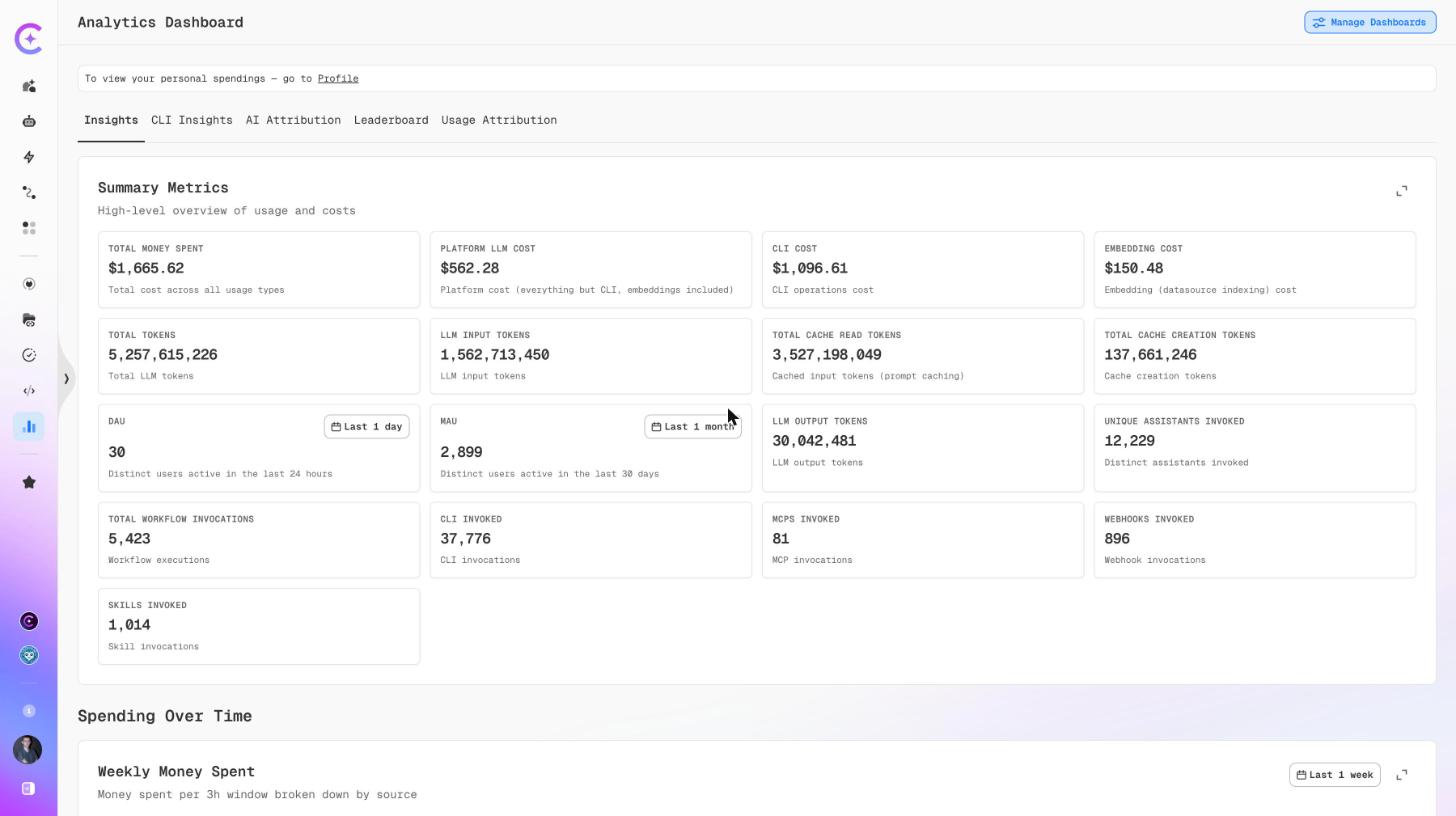 Analytics Dashboard
Manage Dashboards
To view your personal spendings — go to Profile
Insights CLI Insights AI Attribution Leaderboard Usage Attribution
Summary Metrics
High-level overview of usage and costs
TOTAL MONEY SPENT
$1,665.62
Total cost across all usage types
PLATFORM LLM COST
$562.28
Platform cost (everything but CLI, embeddings included)
CLI COST
$1,096.61
CLI operations cost
EMBEDDING COST
$150.48
Embedding (datasource indexing) cost
TOTAL TOKENS
5,257,615,226
Total LLM tokens
LLM INPUT TOKENS
1,562,713,450
LLM input tokens
TOTAL CACHE READ TOKENS
3,527,198,049
Cached input tokens (prompt caching)
TOTAL CACHE CREATION TOKENS
137,661,246
Cache creation tokens
DAU
Last 1 day
30
Distinct users active in the last 24 hours
MAU
Last 1 month
2,899
Distinct users active in the last 30 days
LLM OUTPUT TOKENS
30,042,481
LLM output tokens
UNIQUE ASSISTANTS INVOKED
12,229
Distinct assistants invoked
TOTAL WORKFLOW INVOCATIONS
5,423
Workflow executions
CLI INVOKED
37,776
CLI invocations
MCPS INVOKED
81
MCP invocations
WEBHOOKS INVOKED
896
Webhook invocations
SKILLS INVOKED
1,014
Skill invocations
Spending Over Time
Weekly Money Spent
Last 1 week
Money spent per 3h window broken down by source